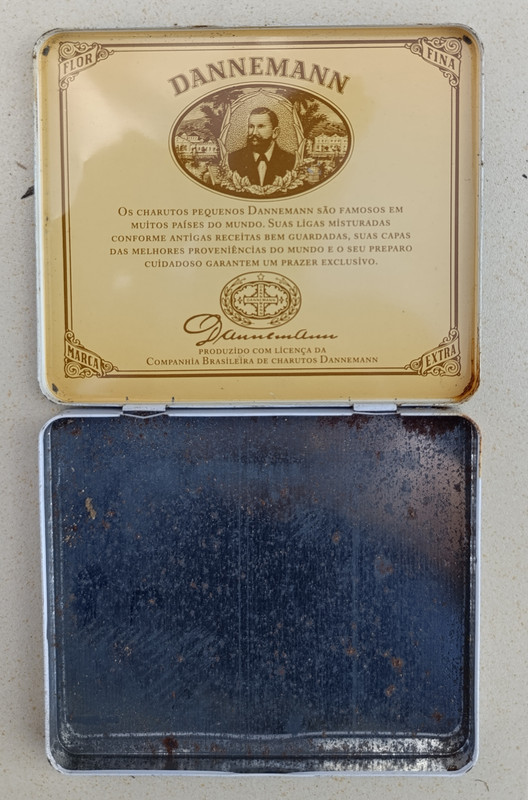 FLOR
FINA
DANNEMANN
OS CHARUTOS PEQUENOS DANNEMANN SÃO FAMOSOS EM
MUITOS PAÍSES DO MUNDO. SUAS LIGAS MISTURADAS
CONFORME ANTIGAS RECEITAS BEM GUARDADAS, SUAS CAPAS
DAS MELHORES PROVENIÊNCIAS DO MUNDO E O SEU PREPARO
CUIDADOSO GARANTEM UM PRAZER EXCLUSIVO.
Dannemann
PRODUZIDO COM LICENÇA DA
COMPANHIA BRASILEIRA DE CHARUTOS DANNEMANN
MARCA
EXTRA